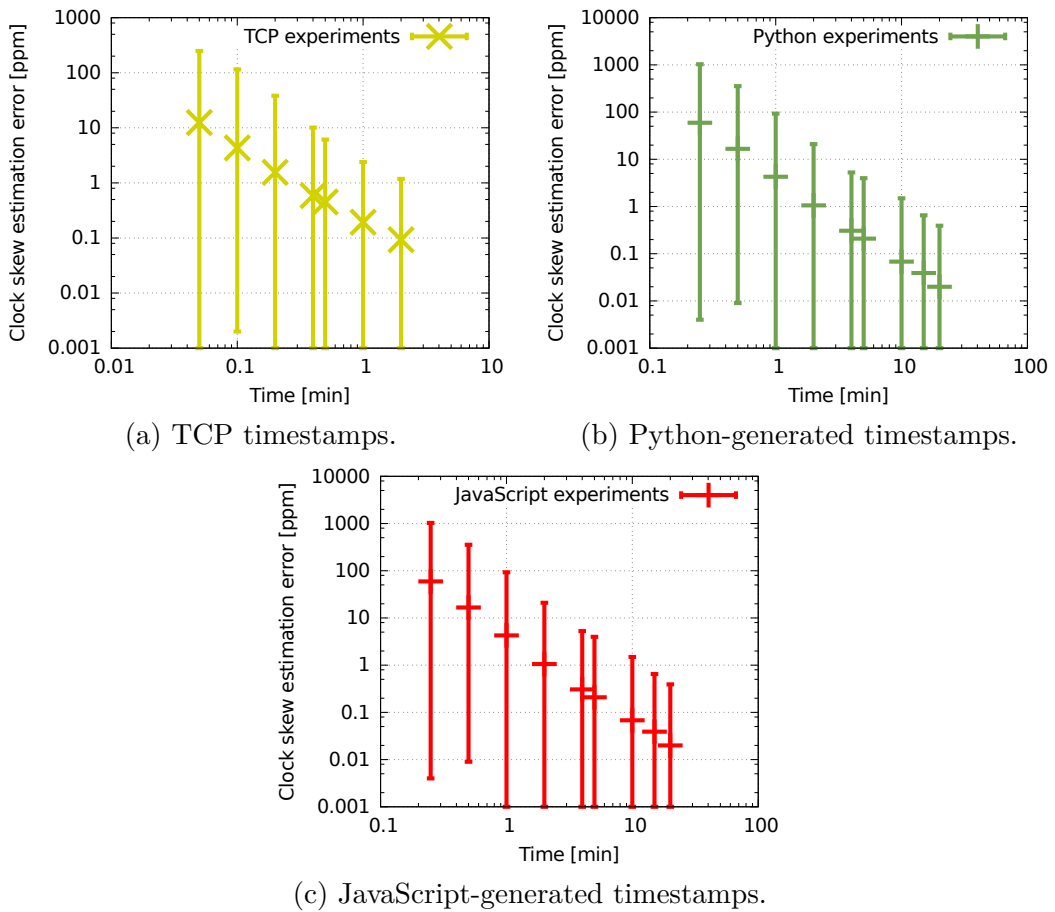 TCP experiments
Clock skew estimation error [ppm]
1000
100
10
1
0.1
0.01
0.001
0.01 0.1 1 10
Time [min]
(a) TCP timestamps.
Python experiments
Clock skew estimation error [ppm]
10000
1000
100
10
1
0.1
0.01
0.001
0.1 1 10 100
Time [min]
(b) Python-generated timestamps.
JavaScript experiments
Clock skew estimation error [ppm]
10000
1000
100
10
1
0.1
0.01
0.001
0.1 1 10 100
Time [min]
(c) JavaScript-generated timestamps.